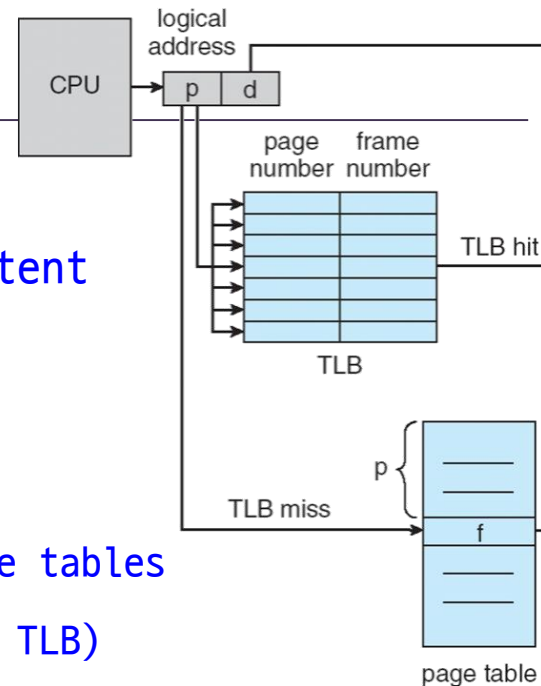 logical
address
CPU
p
d
page
number
frame
number
tent
TLB hit
TLB
p
TLB miss
f
e tables
TLB)
page table